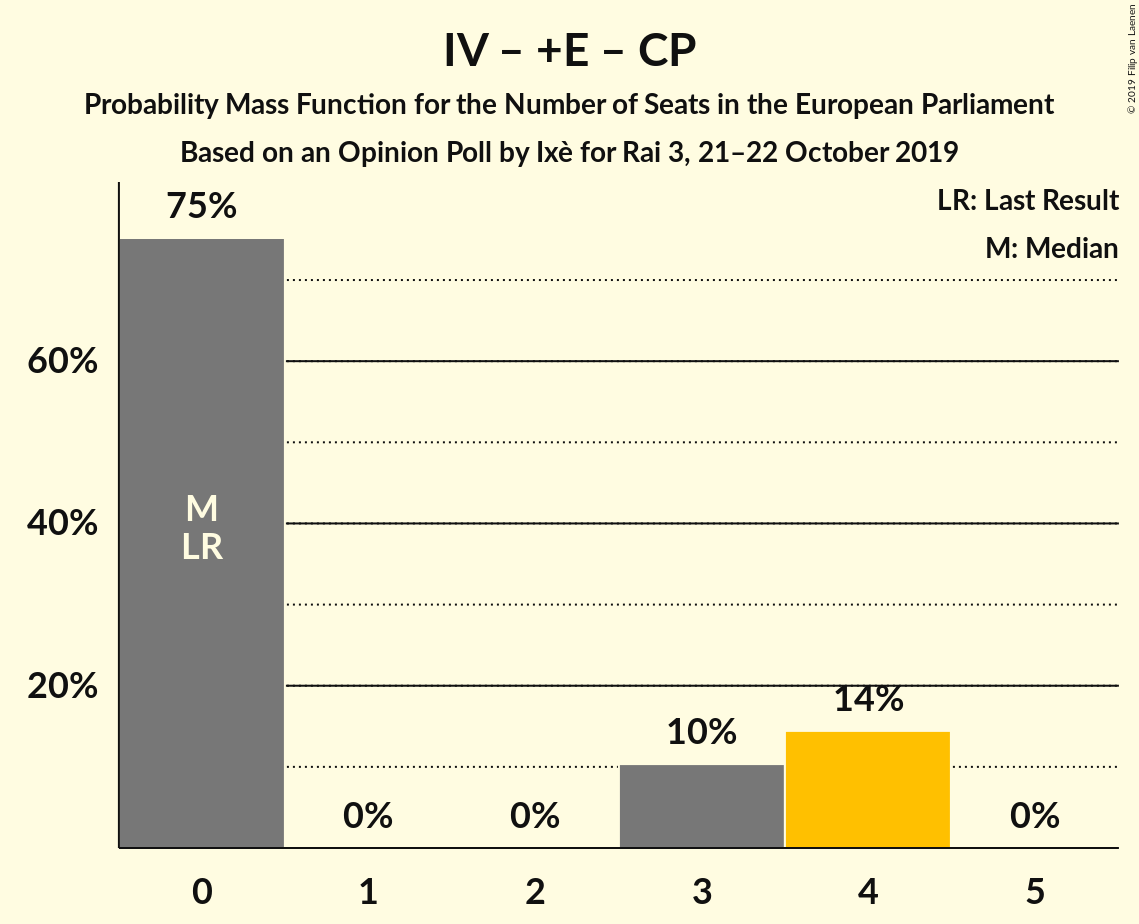 IV – +E – CP
Probability Mass Function for the Number of Seats in the European Parliament
Based on an Opinion Poll by Ixè for Rai 3, 21–22 October 2019
© 2019 Filip van Laenen
LR: Last Result
M: Median
75%
60%
40%
20%
M
LR
0%
0%
10%
14%
0%
0
1
2
3
4
5